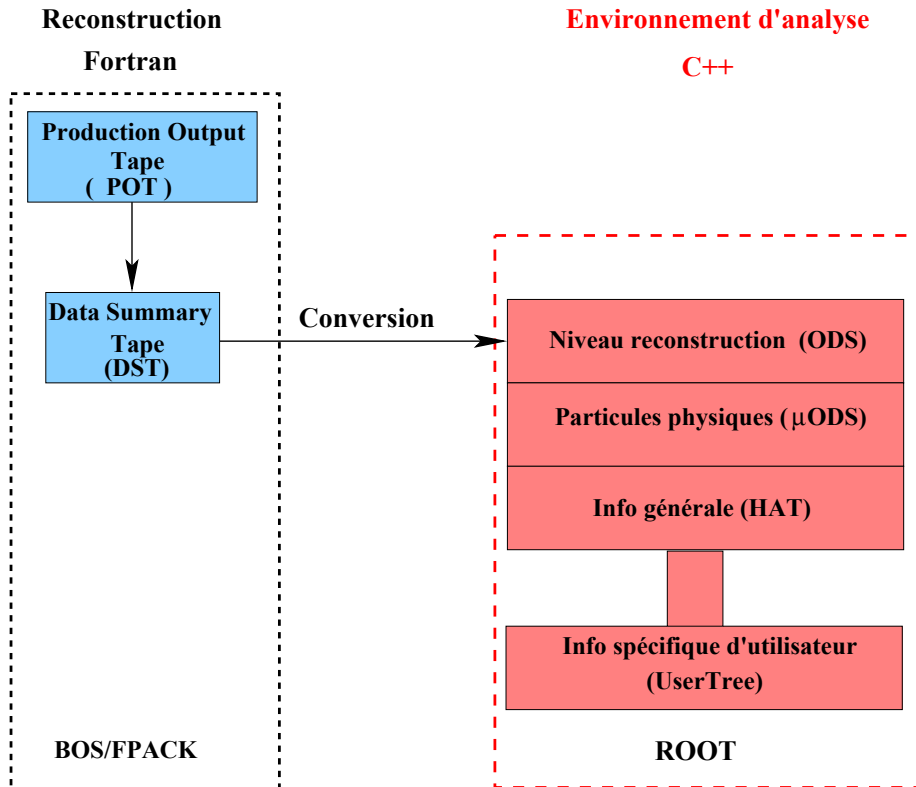 Reconstruction
Fortran
Environnement d'analyse
C++
Production Output
Tape
( POT )
Data Summary
Tape
(DST)
Conversion
Niveau reconstruction (ODS)
Particules physiques (μODS)
Info générale (HAT)
Info spécifique d'utilisateur
(UserTree)
BOS/FPACK
ROOT